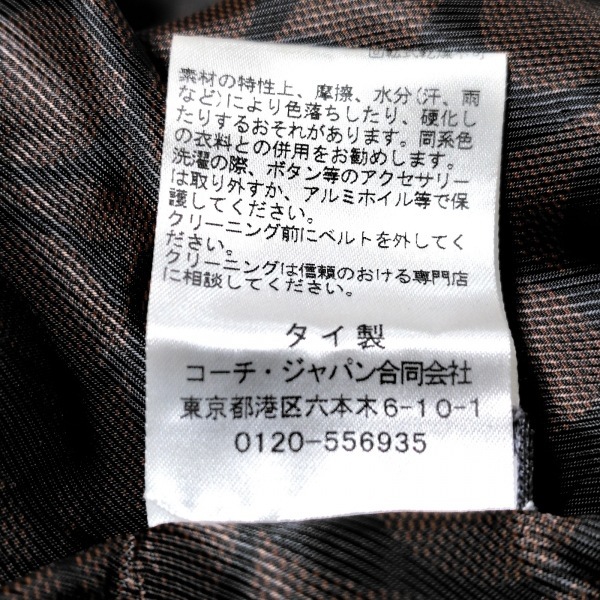 素材の特性上、摩擦、水分(汗、雨
など)により色落ちしたり、硬化し
たりするおそれがあります。同系色
の衣料との併用をお勧めします。
洗濯の際、ボタン等のアクセサリー
は取り外すか、アルミホイル等で保
護してください。
クリーニング前にベルトを外してく
ださい。
クリーニングは信頼のおける専門店
に相談してください。
タイ製
コーチ・ジャパン合同会社
東京都港区六本木6-10-1
0120-556935